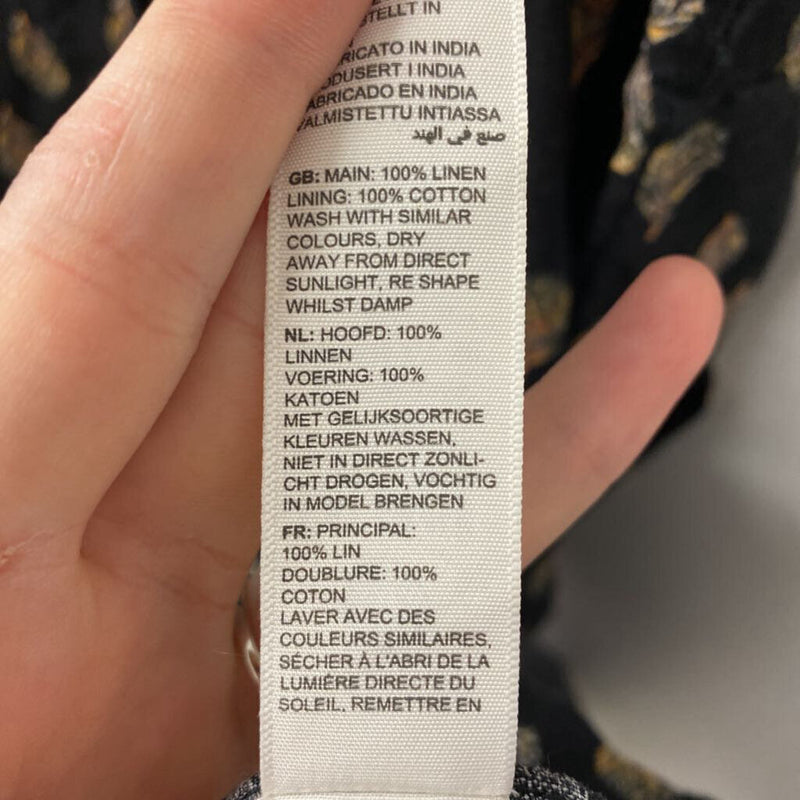 STELLT IN
IN INDIA
I INDIA
EN INDIA
VALMISTETTU INTIASSA
صنع في الهند
GB: MAIN: 100% LINEN
LINING: 100% COTTON
WASH WITH SIMILAR
COLOURS, DRY
AWAY FROM DIRECT
SUNLIGHT, RE SHAPE
WHILST DAMP
NL: HOOFD: 100%
LINNEN
VOERING: 100%
KATOEN
MET GELIJKSOORTIGE
KLEUREN WASSEN,
NIET IN DIRECT ZONLI-
CHT DROGEN, VOCHTIG
IN MODEL BRENGEN
FR: PRINCIPAL:
100% LIN
DOUBLURE: 100%
COTON
LAVER AVEC DES
COULEURS SIMILAIRES,
SÉCHER À L'ABRI DE LA
LUMIÈRE DIRECTE DU
SOLEIL, REMETTRE EN